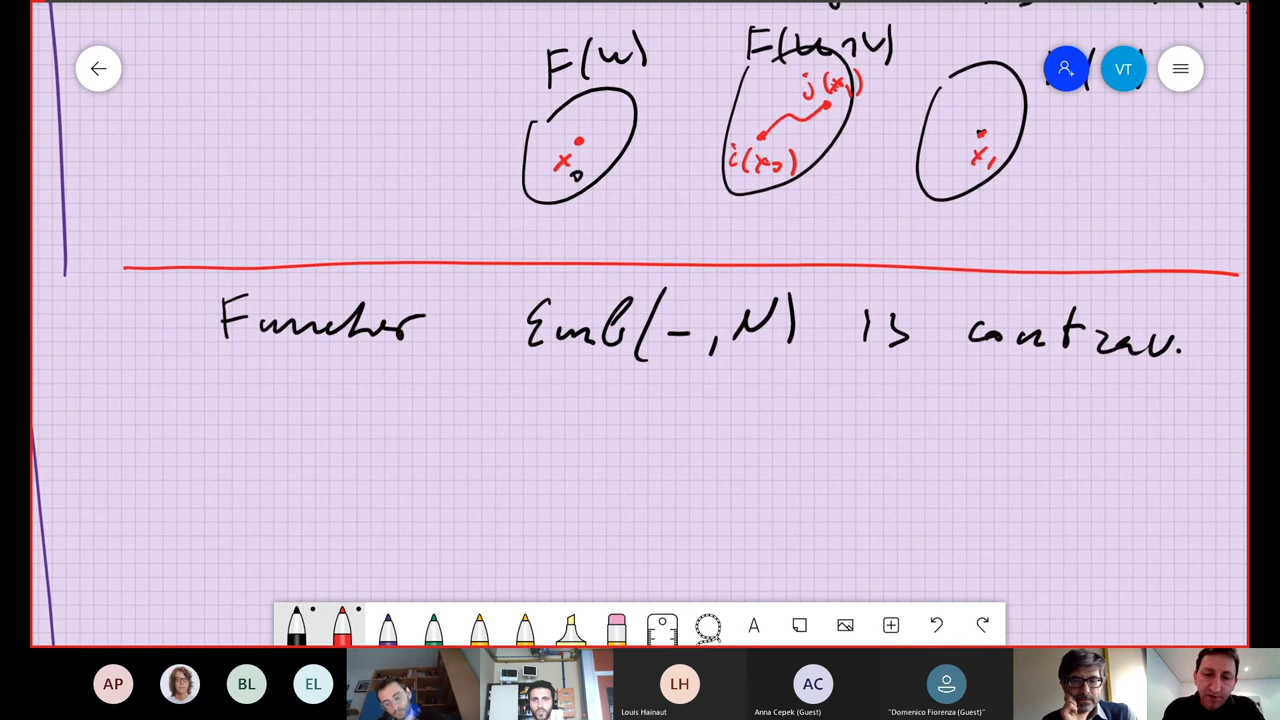 F(U) F(U∩V)
j(x₁)
x₀ i(x₀) x₁
Functor Emb(-, N) is contrav.
VT
AP BL EL LH AC
Louis Hainaut Anna Cepek (Guest) "Domenico Fiorenza (Guest)"